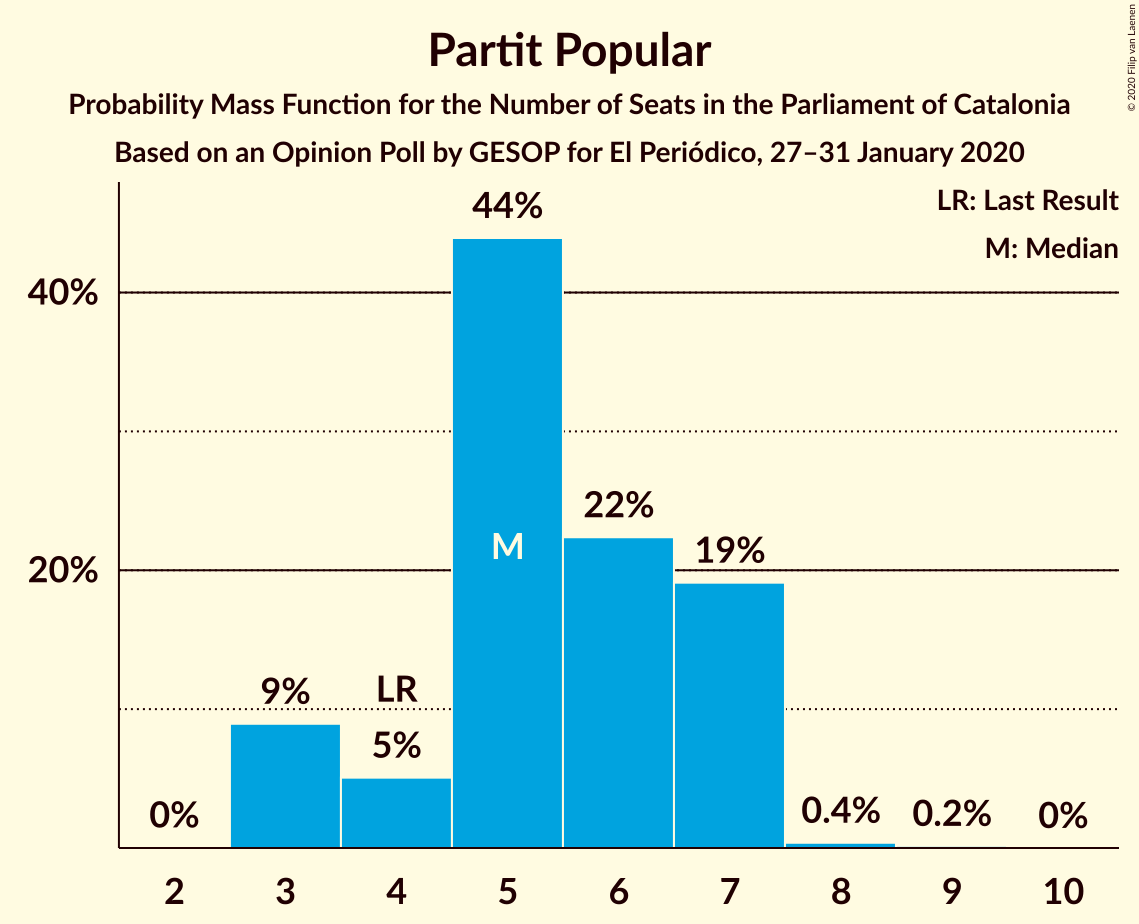 Partit Popular
Probability Mass Function for the Number of Seats in the Parliament of Catalonia
Based on an Opinion Poll by GESOP for El Periódico, 27–31 January 2020
© 2020 Filip van Laenen
LR: Last Result
M: Median
40%
20%
0%
9%
LR
5%
44%
M
22%
19%
0.4%
0.2%
0%
2 3 4 5 6 7 8 9 10